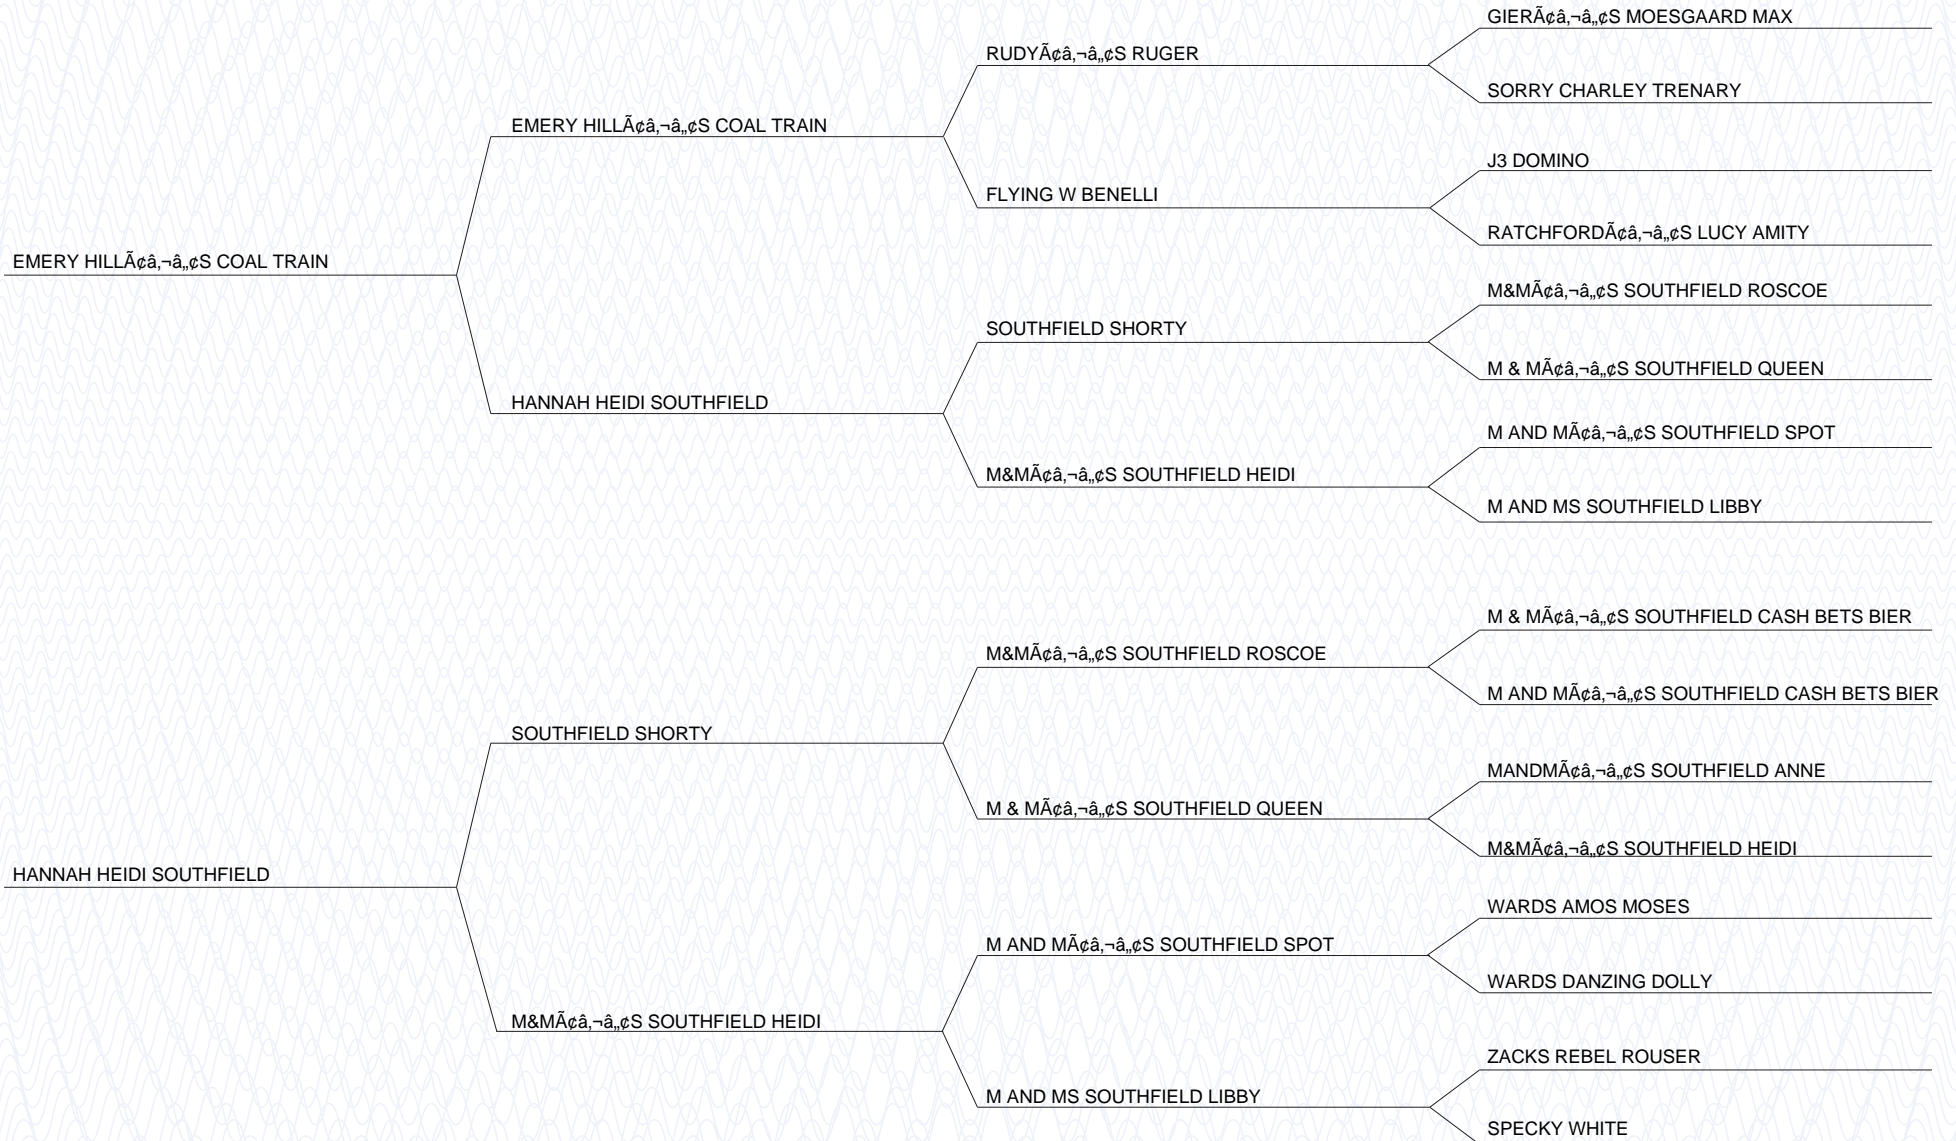 GIERÃ¢â‚¬â„¢S MOESGAARD MAX
RUDYÃ¢â‚¬â„¢S RUGER
SORRY CHARLEY TRENARY
EMERY HILLÃ¢â‚¬â„¢S COAL TRAIN
J3 DOMINO
FLYING W BENELLI
RATCHFORDÃ¢â‚¬â„¢S LUCY AMITY
EMERY HILLÃ¢â‚¬â„¢S COAL TRAIN
M&MÃ¢â‚¬â„¢S SOUTHFIELD ROSCOE
SOUTHFIELD SHORTY
M & MÃ¢â‚¬â„¢S SOUTHFIELD QUEEN
HANNAH HEIDI SOUTHFIELD
M AND MÃ¢â‚¬â„¢S SOUTHFIELD SPOT
M&MÃ¢â‚¬â„¢S SOUTHFIELD HEIDI
M AND MS SOUTHFIELD LIBBY
M & MÃ¢â‚¬â„¢S SOUTHFIELD CASH BETS BIER
M&MÃ¢â‚¬â„¢S SOUTHFIELD ROSCOE
M AND MÃ¢â‚¬â„¢S SOUTHFIELD CASH BETS BIER
SOUTHFIELD SHORTY
MANDMÃ¢â‚¬â„¢S SOUTHFIELD ANNE
M & MÃ¢â‚¬â„¢S SOUTHFIELD QUEEN
M&MÃ¢â‚¬â„¢S SOUTHFIELD HEIDI
HANNAH HEIDI SOUTHFIELD
WARDS AMOS MOSES
M AND MÃ¢â‚¬â„¢S SOUTHFIELD SPOT
WARDS DANZING DOLLY
M&MÃ¢â‚¬â„¢S SOUTHFIELD HEIDI
ZACKS REBEL ROUSER
M AND MS SOUTHFIELD LIBBY
SPECKY WHITE